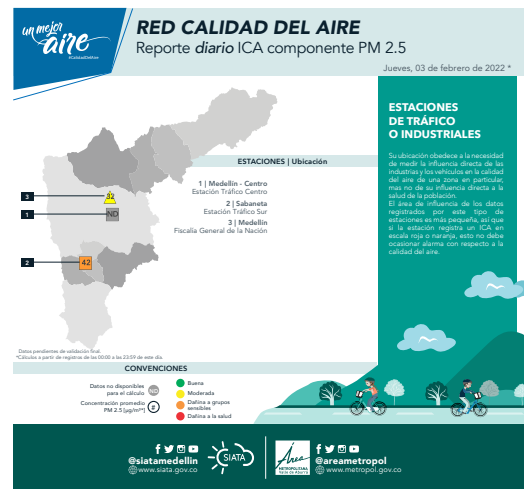 un mejor
aire
#CalidadDelAire
RED CALIDAD DEL AIRE
Reporte diario ICA componente PM 2.5
Jueves, 03 de febrero de 2022 *
ESTACIONES | Ubicación
1 | Medellín - Centro
Estación Tráfico Centro
2 | Sabaneta
Estación Tráfico Sur
3 | Medellín
Fiscalía General de la Nación
3
32
1
ND
2
42
ESTACIONES
DE TRÁFICO
O INDUSTRIALES
Su ubicación obedece a la necesidad
de medir la influencia directa de las
industrias y los vehículos en la calidad
del aire de una zona en particular,
mas no de su influencia directa a la
salud de la población.
El área de influencia de los datos
registrados por este tipo de
estaciones es más pequeña, así que
si la estación registra un ICA en
escala roja o naranja, esto no debe
ocasionar alarma con respecto a la
calidad del aire.
Datos pendientes de validación final.
*Cálculos a partir de registros de las 00:00 a las 23:59 de este día.
CONVENCIONES
Datos no disponibles
para el cálculo
ND
Concentración promedio
PM 2.5 [µg/m³*]
#
Buena
Moderada
Dañina a grupos
sensibles
Dañina a la salud
@siatamedellin
www.siata.gov.co
SIATA
Área
METROPOLITANA
Valle de Aburrá
@areametropol
www.metropol.gov.co